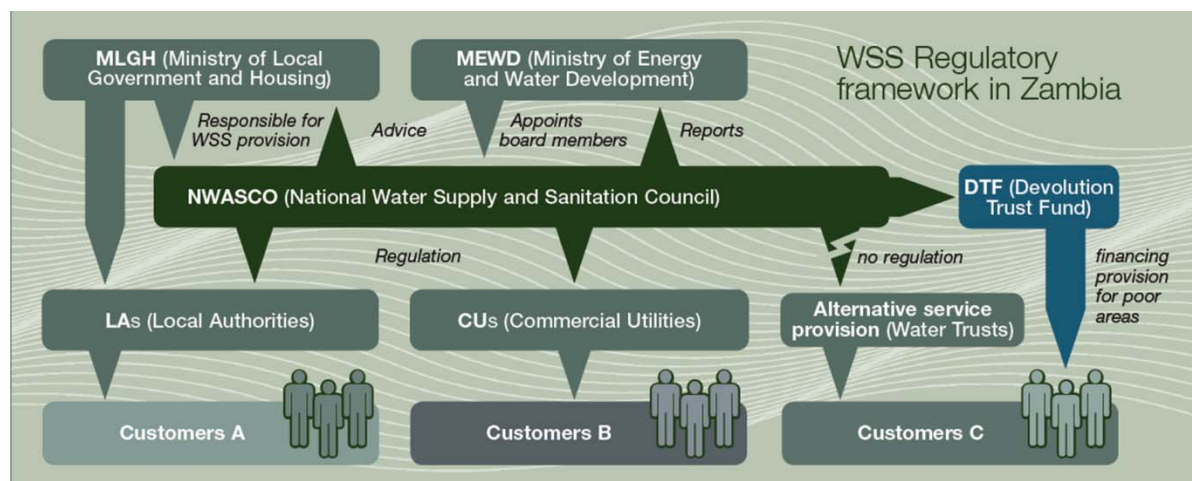 WSS Regulatory
framework in Zambia
MLGH (Ministry of Local
Government and Housing)
MEWD (Ministry of Energy
and Water Development)
Responsible for
WSS provision
Advice
Appoints
board members
Reports
NWASCO (National Water Supply and Sanitation Council)
DTF (Devolution
Trust Fund)
Regulation
no regulation
financing
provision
for poor
areas
LAs (Local Authorities)
CUs (Commercial Utilities)
Alternative service
provision (Water Trusts)
Customers A
Customers B
Customers C